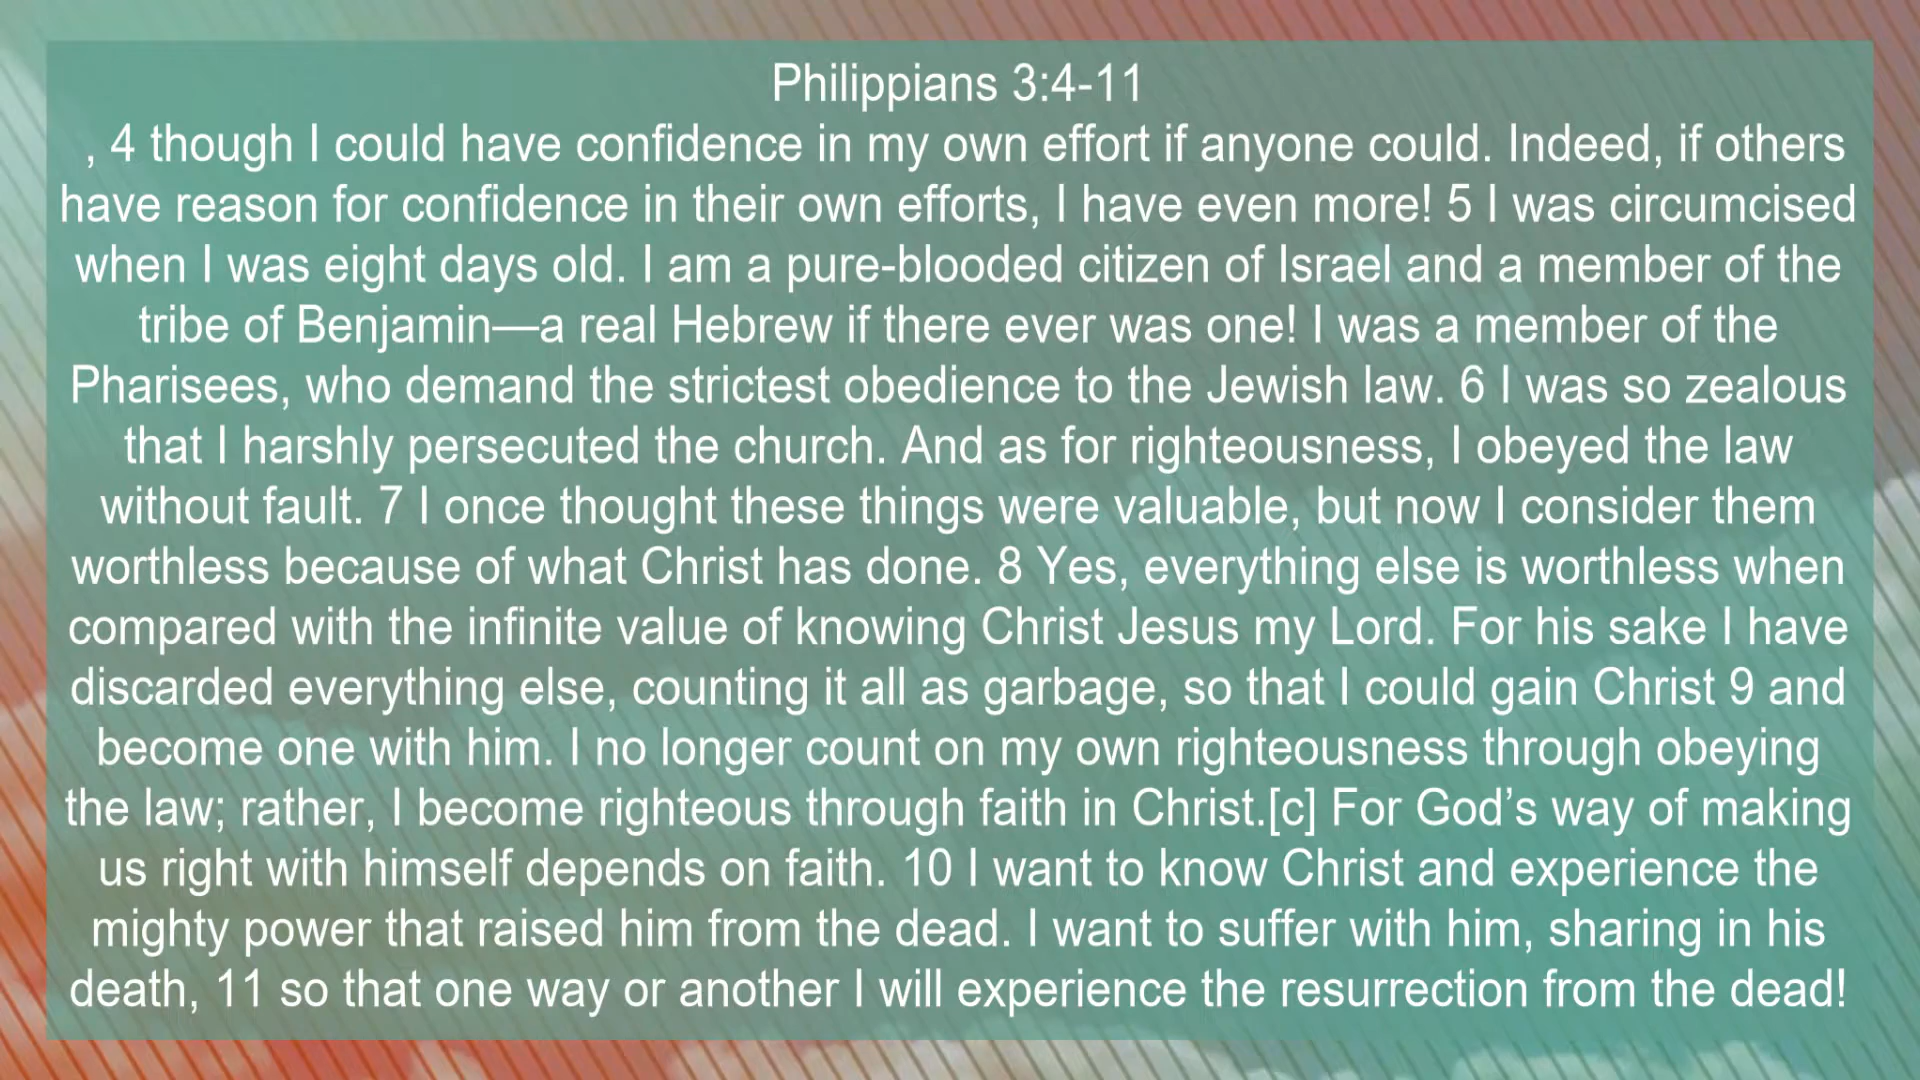 Philippians 3:4-11
, 4 though I could have confidence in my own effort if anyone could. Indeed, if others
have reason for confidence in their own efforts, I have even more! 5 I was circumcised
when I was eight days old. I am a pure-blooded citizen of Israel and a member of the
tribe of Benjamin—a real Hebrew if there ever was one! I was a member of the
Pharisees, who demand the strictest obedience to the Jewish law. 6 I was so zealous
that I harshly persecuted the church. And as for righteousness, I obeyed the law
without fault. 7 I once thought these things were valuable, but now I consider them
worthless because of what Christ has done. 8 Yes, everything else is worthless when
compared with the infinite value of knowing Christ Jesus my Lord. For his sake I have
discarded everything else, counting it all as garbage, so that I could gain Christ 9 and
become one with him. I no longer count on my own righteousness through obeying
the law; rather, I become righteous through faith in Christ.[c] For God’s way of making
us right with himself depends on faith. 10 I want to know Christ and experience the
mighty power that raised him from the dead. I want to suffer with him, sharing in his
death, 11 so that one way or another I will experience the resurrection from the dead!